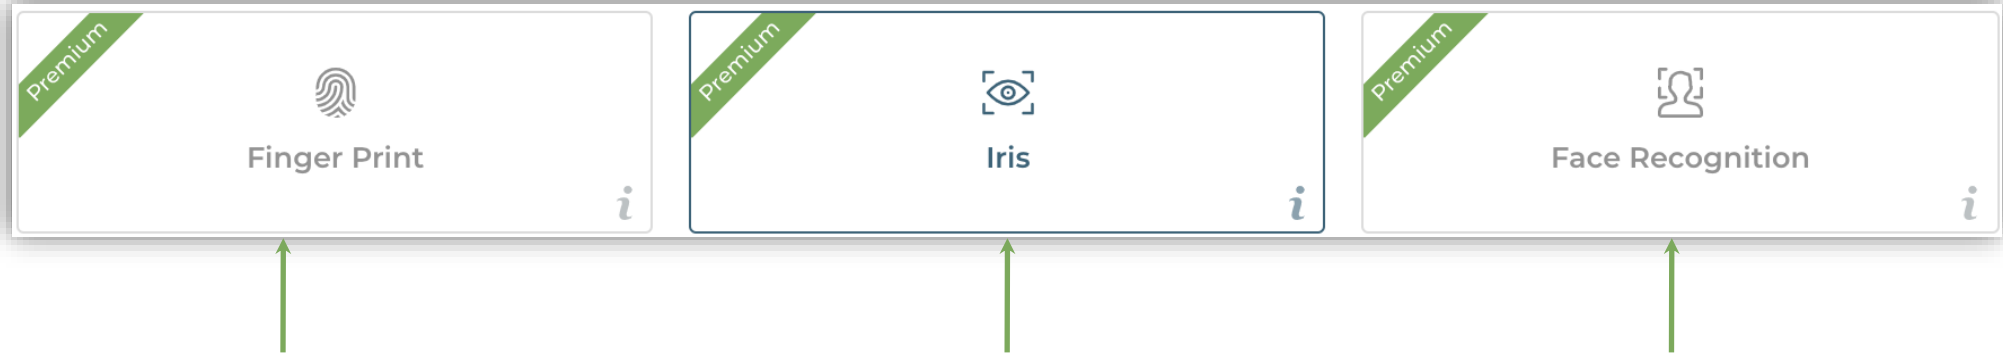 Premium
Finger Print
i
Premium
Iris
i
Premium
Face Recognition
i